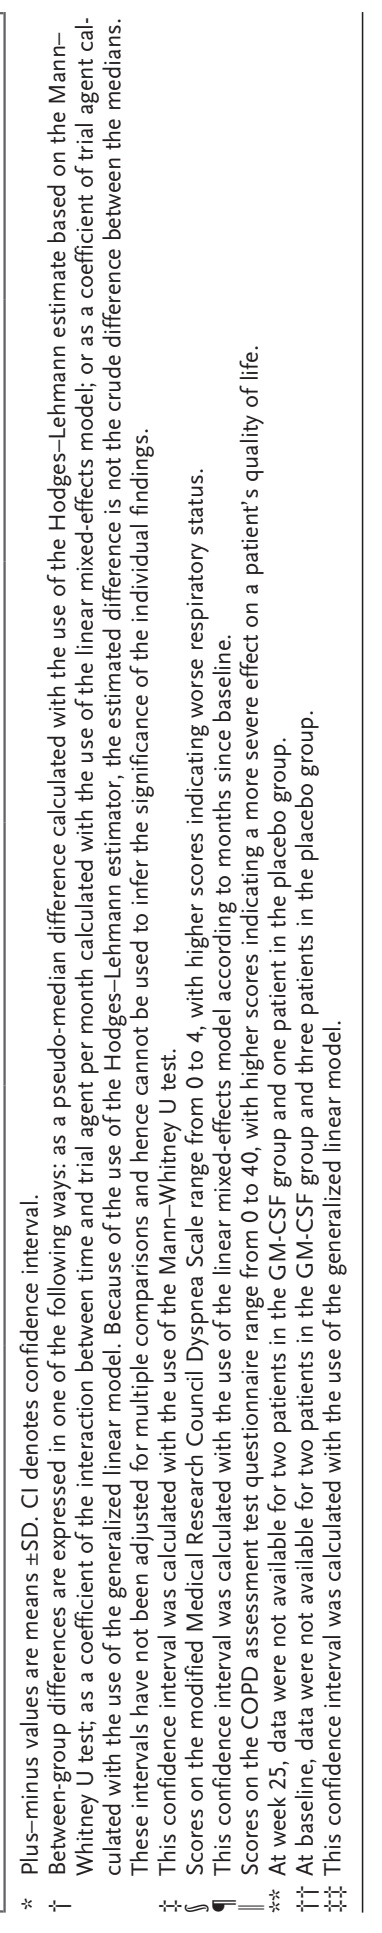 * Plus–minus values are means ±SD. CI denotes confidence interval.
† Between-group differences are expressed in one of the following ways: as a pseudo-median difference calculated with the use of the Hodges–Lehmann estimate based on the Mann–
Whitney U test; as a coefficient of the interaction between time and trial agent per month calculated with the use of the linear mixed-effects model; or as a coefficient of trial agent cal-
culated with the use of the generalized linear model. Because of the use of the Hodges–Lehmann estimator, the estimated difference is not the crude difference between the medians.
These intervals have not been adjusted for multiple comparisons and hence cannot be used to infer the significance of the individual findings.
‡ This confidence interval was calculated with the use of the Mann–Whitney U test.
§ Scores on the modified Medical Research Council Dyspnea Scale range from 0 to 4, with higher scores indicating worse respiratory status.
¶ This confidence interval was calculated with the use of the linear mixed-effects model according to months since baseline.
‖ Scores on the COPD assessment test questionnaire range from 0 to 40, with higher scores indicating a more severe effect on a patient's quality of life.
** At week 25, data were not available for two patients in the GM-CSF group and one patient in the placebo group.
†† At baseline, data were not available for two patients in the GM-CSF group and three patients in the placebo group.
‡‡ This confidence interval was calculated with the use of the generalized linear model.